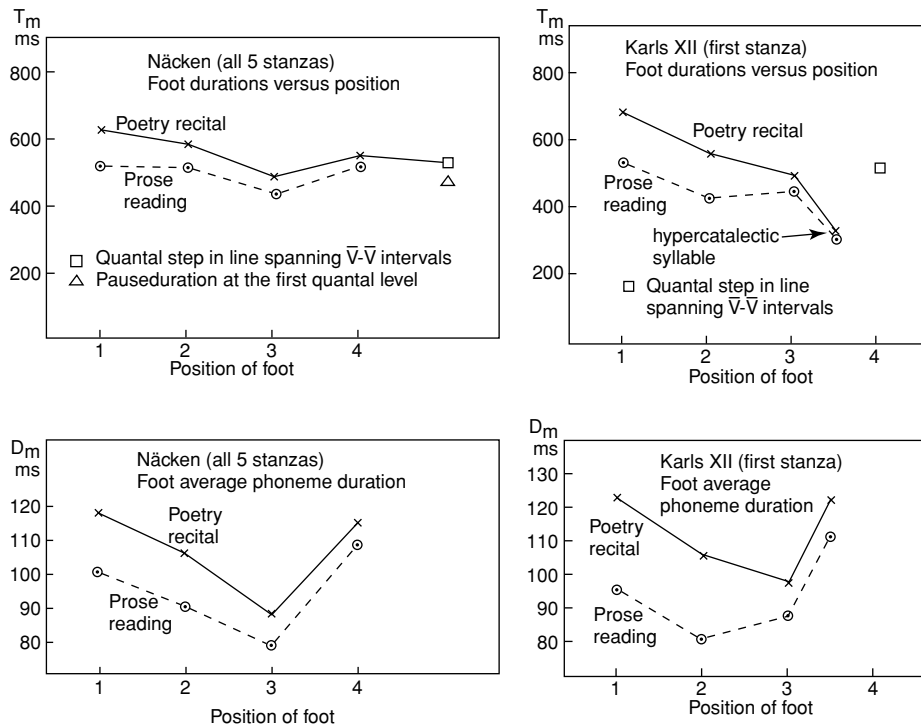 T m
ms
Näcken (all 5 stanzas)
Foot durations versus position
800
Poetry recital
600
Prose
reading
400
□ Quantal step in line spanning V̅-V̅ intervals
△ Pauseduration at the first quantal level
200
1 2 3 4
Position of foot
T m
ms
Karls XII (first stanza)
Foot durations versus position
800
Poetry recital
600
Prose
reading
400
hypercatalectic
syllable
200
□ Quantal step in
line spanning
V̅-V̅ intervals
1 2 3 4
Position of foot
D m
ms
Näcken (all 5 stanzas)
Foot average phoneme duration
120
Poetry
recital
110
100
90
Prose
reading
80
1 2 3 4
Position of foot
D m
ms
Karls XII (first stanza)
Foot average
phoneme duration
130
120
110
Poetry
recital
100
90
Prose
reading
80
1 2 3 4
Position of foot